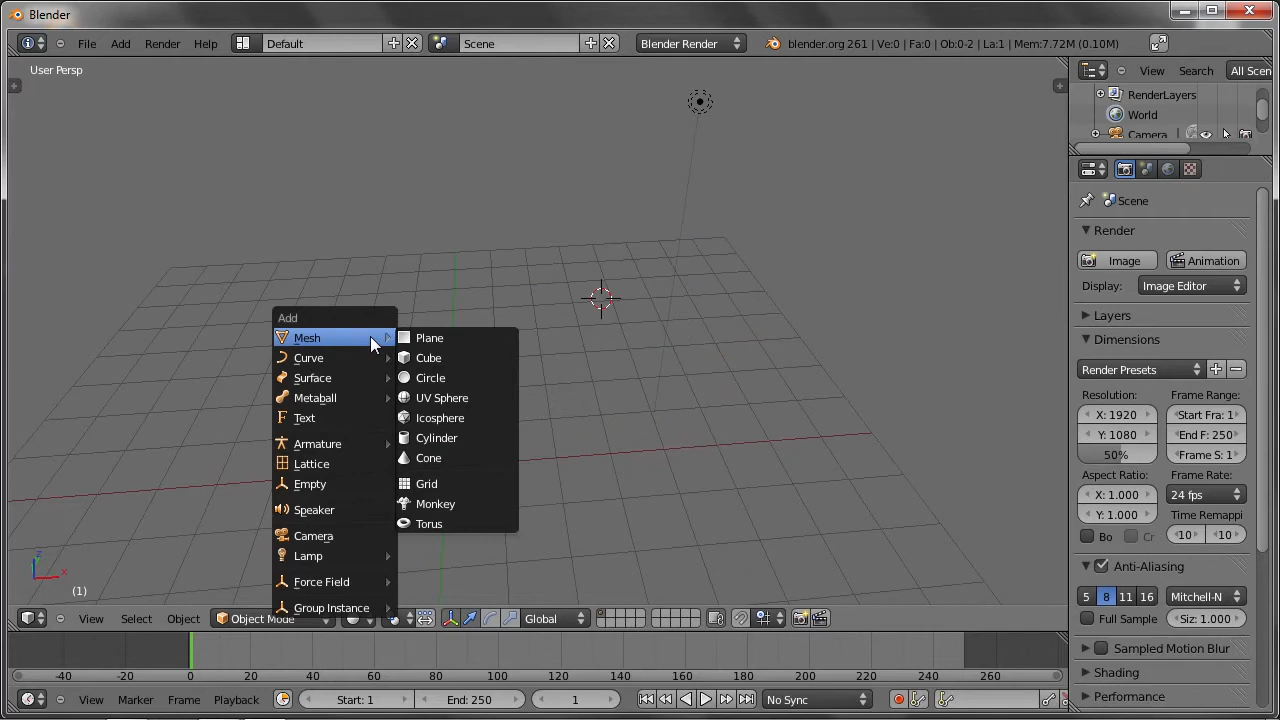 Blender
File Add Render Help Default Scene Blender Render blender.org 261 | Ve:0 | Fa:0 | Ob:0-2 | La:1 | Mem:7.72M (0.10M)
User Persp
View Search All Scen
RenderLayers
World
Camera
Scene
Render
Image Animation
Display: Image Editor
Layers
Dimensions
Render Presets
Resolution: Frame Range:
X: 1920 Start Fra: 1
Y: 1080 End F: 250
50% Frame S: 1
Aspect Ratio: Frame Rate:
X: 1.000 24 fps
Y: 1.000 Time Remappi
Bo Cr 10 10
Anti-Aliasing
5 8 11 16 Mitchell-N
Full Sample Siz: 1.000
Sampled Motion Blur
Shading
Performance
Add
Mesh
Curve
Surface
Metaball
Text
Armature
Lattice
Empty
Speaker
Camera
Lamp
Force Field
Group Instance
Plane
Cube
Circle
UV Sphere
Icosphere
Cylinder
Cone
Grid
Monkey
Torus
z
x
(1)
View Select Object Object Mode Global
-40 -20 0 20 40 60 80 100 120 140 160 180 200 220 240 260
View Marker Frame Playback Start: 1 End: 250 1 No Sync